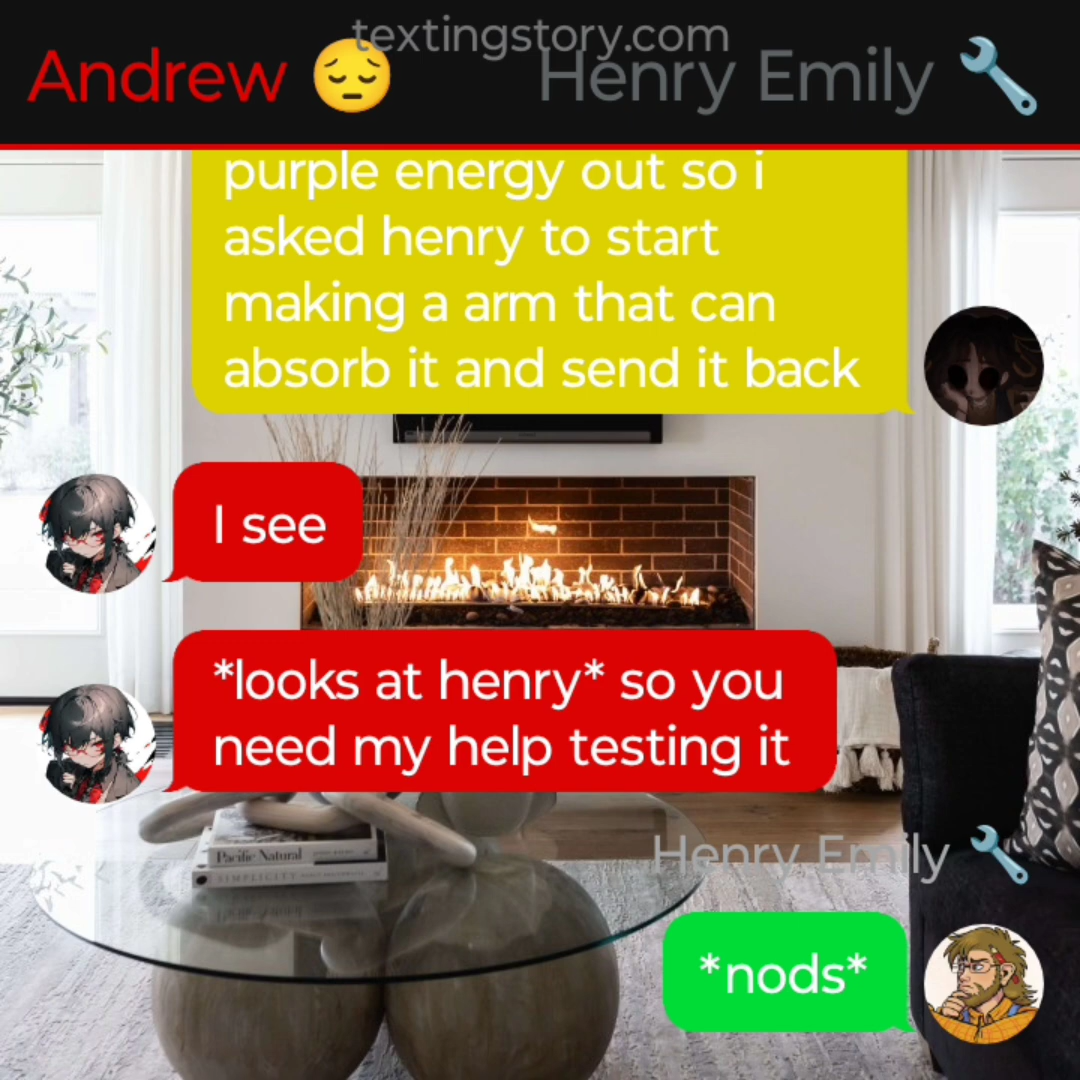 textingstory.com
Andrew 😔 Henry Emily 🔧
purple energy out so i
asked henry to start
making a arm that can
absorb it and send it back
I see
*looks at henry* so you
need my help testing it
Pacific Natural
SIMPLICITY
Henry Emily 🔧
*nods*